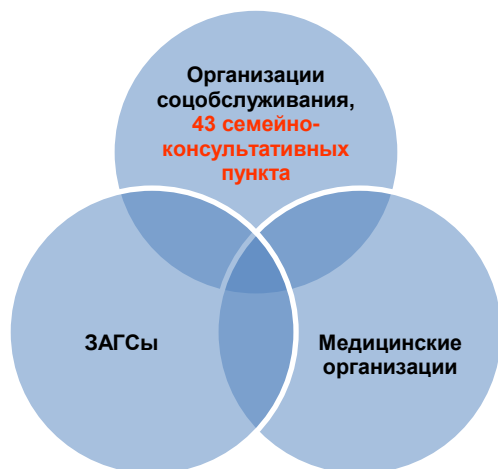 Организации
соцобслуживания,
43 семейно-
консультативных
пункта
ЗАГСы
Медицинские
организации